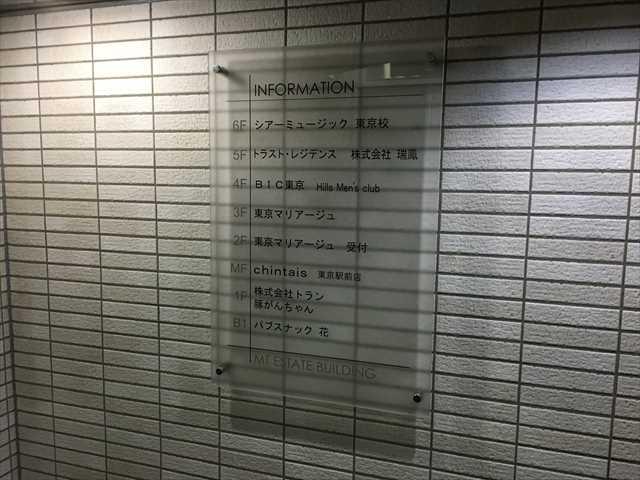 INFORMATION
6F シアーミュージック 東京校
5F トラスト・レジデンス 株式会社 瑞鳳
4F BIC東京 Hills Men's club
3F 東京マリアージュ
2F 東京マリアージュ 受付
MF chintais 東京駅前店
1F 株式会社トラン
豚がんちゃん
B1 パブスナック 花
MT ESTATE BUILDING